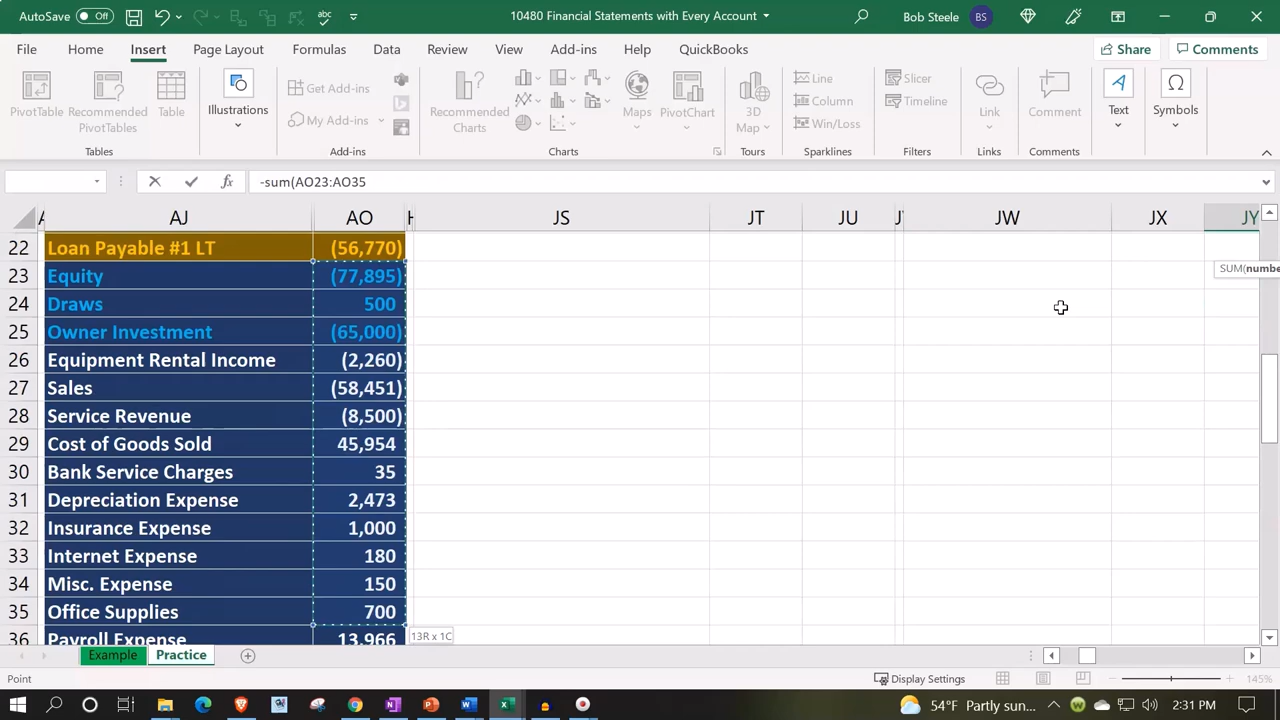 AutoSave Off 10480 Financial Statements with Every Account Bob Steele BS
File Home Insert Page Layout Formulas Data Review View Add-ins Help QuickBooks Share Comments
PivotTable Recommended PivotTables Table Illustrations Get Add-ins My Add-ins Recommended Charts Maps PivotChart 3D Map Line Column Win/Loss Slicer Timeline Link Comment Text Symbols
Tables Add-ins Charts Tours Sparklines Filters Links Comments
fx -sum(AO23:AO35
AJ AO JS JT JU JW JX JY
22 Loan Payable #1 LT (56,770)
SUM(numbe
23 Equity (77,895)
24 Draws 500
25 Owner Investment (65,000)
26 Equipment Rental Income (2,260)
27 Sales (58,451)
28 Service Revenue (8,500)
29 Cost of Goods Sold 45,954
30 Bank Service Charges 35
31 Depreciation Expense 2,473
32 Insurance Expense 1,000
33 Internet Expense 180
34 Misc. Expense 150
35 Office Supplies 700
36 Payroll Expense 13,966
13R x 1C
Example Practice
Point Display Settings 145%
54°F Partly sun... 2:31 PM